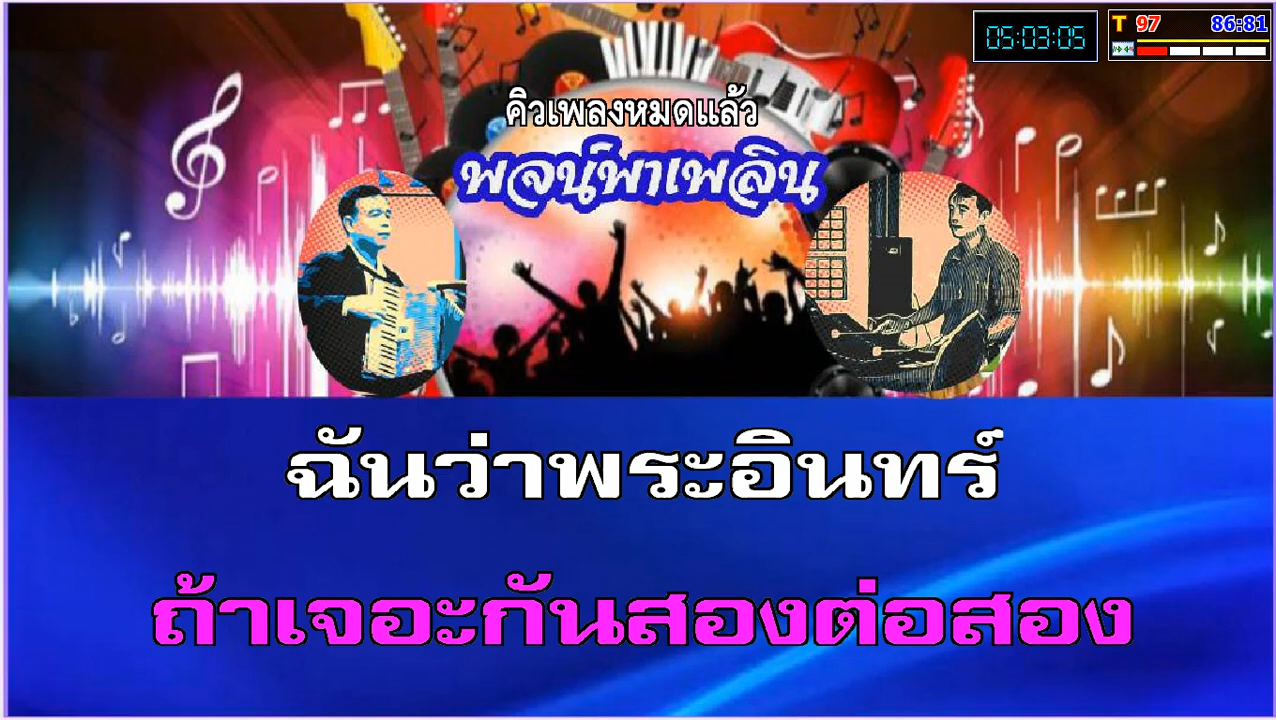 05:03:05
T 97 86:81
คิวเพลงหมดแล้ว
พจน์พาเพลิน
ฉันว่าพระอินทร์
ถ้าเจอะกันสองต่อสอง